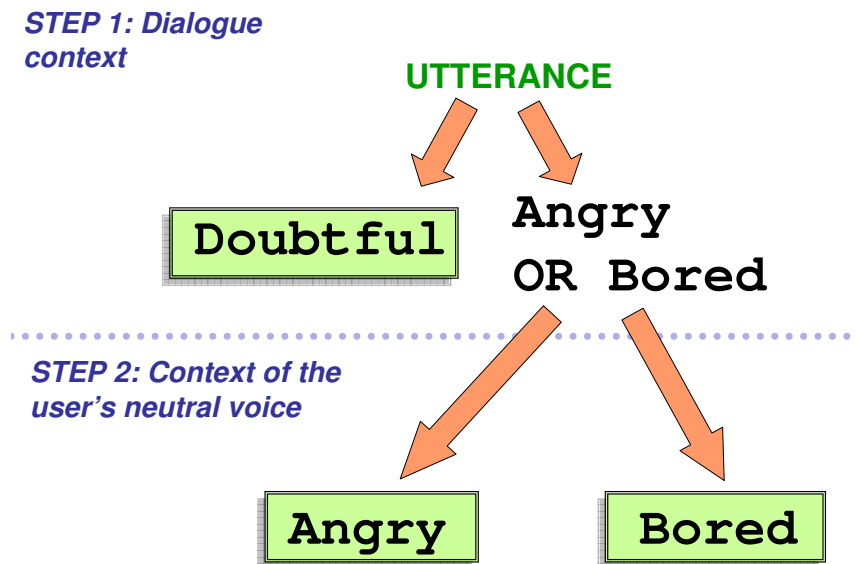 STEP 1: Dialogue
context
UTTERANCE
Doubtful
Angry
OR Bored
STEP 2: Context of the
user's neutral voice
Angry
Bored